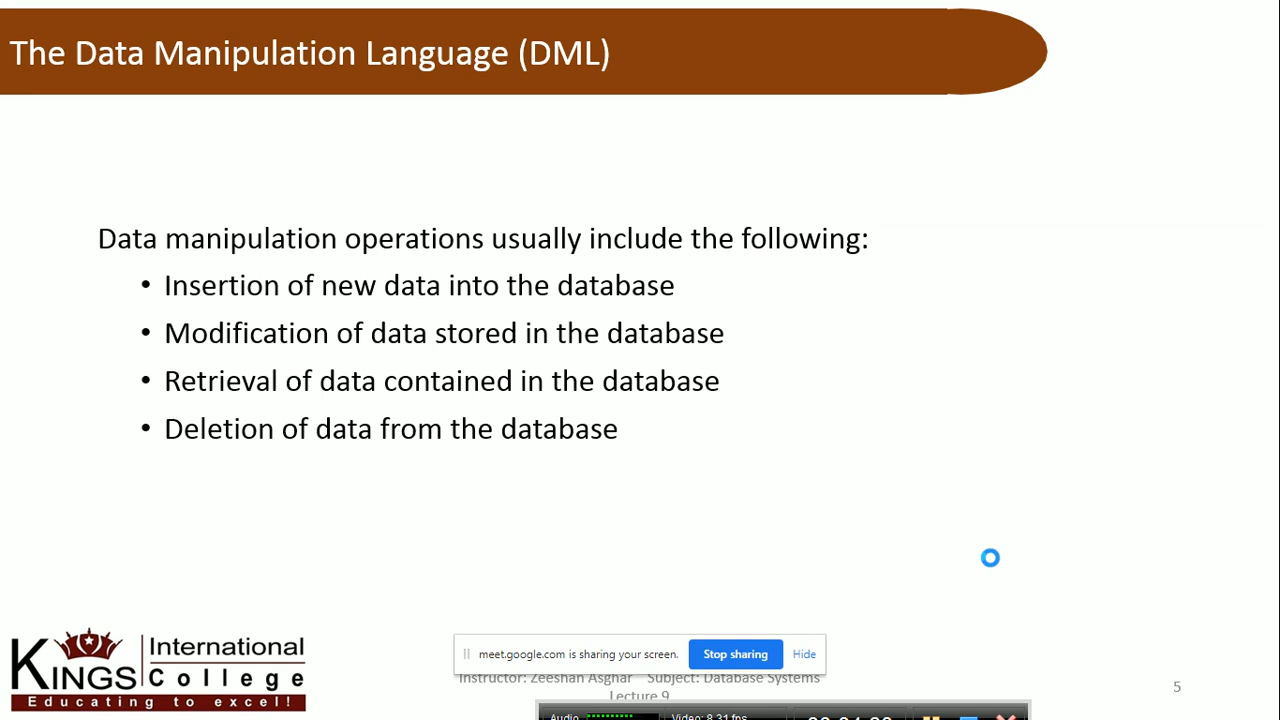 The Data Manipulation Language (DML)
Data manipulation operations usually include the following:
• Insertion of new data into the database
• Modification of data stored in the database
• Retrieval of data contained in the database
• Deletion of data from the database
KINGS International College
Educating to excel!
meet.google.com is sharing your screen. Stop sharing Hide
Instructor: Zeeshan Asghar Subject: Database Systems
Lecture 9
5
Audio Video: 8.31 fps